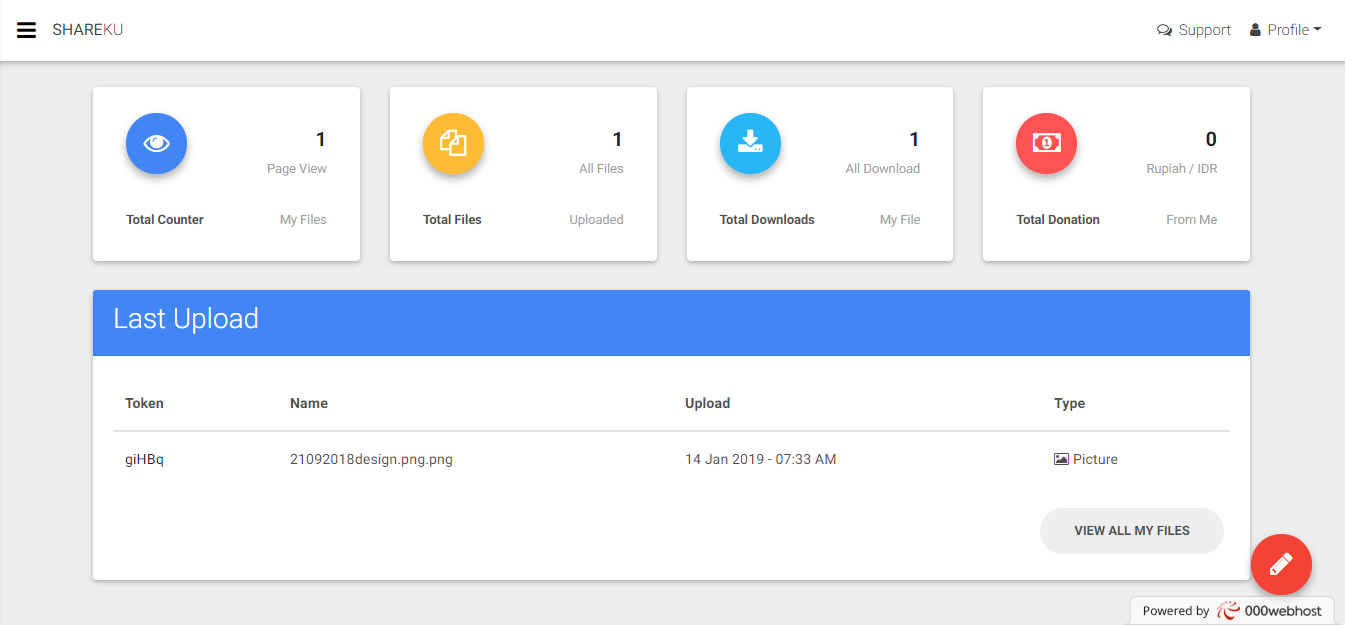 SHAREKU Support Profile
1 1 1 0
Page View All Files All Download Rupiah / IDR
Total Counter My Files Total Files Uploaded Total Downloads My File Total Donation From Me
Last Upload
Token Name Upload Type
giHBq 21092018design.png.png 14 Jan 2019 - 07:33 AM Picture
VIEW ALL MY FILES
Powered by 000webhost